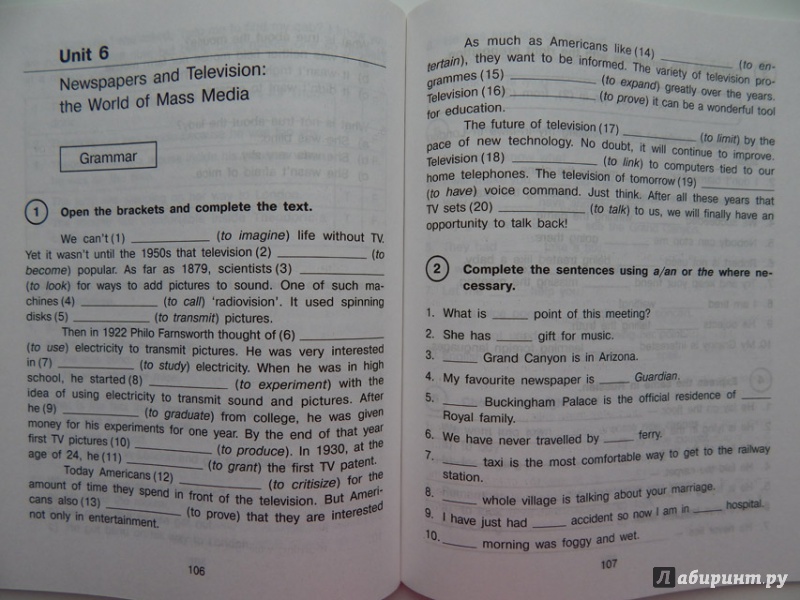 Unit 6
Newspapers and Television:
the World of Mass Media
Grammar
1 Open the brackets and complete the text.
We can't (1) __________ (to imagine) life without TV.
Yet it wasn't until the 1950s that television (2) __________ (to
become) popular. As far as 1879, scientists (3) __________
(to look) for ways to add pictures to sound. One of such ma-
chines (4) __________ (to call) 'radiovision'. It used spinning
disks (5) __________ (to transmit) pictures.
Then in 1922 Philo Farnsworth thought of (6) __________
(to use) electricity to transmit pictures. He was very interested
in (7) __________ (to study) electricity. When he was in high
school, he started (8) __________ (to experiment) with the
idea of using electricity to transmit sound and pictures. After
he (9) __________ (to graduate) from college, he was given
money for his experiments for one year. By the end of that year
first TV pictures (10) __________ (to produce). In 1930, at the
age of 24, he (11) __________ (to grant) the first TV patent.
Today Americans (12) __________ (to critisize) for the
amount of time they spend in front of the television. But Ameri-
cans also (13) __________ (to prove) that they are interested
not only in entertainment.
106
As much as Americans like (14) __________ (to en-
tertain), they want to be informed. The variety of television pro-
grammes (15) __________ (to expand) greatly over the years.
Television (16) __________ (to prove) it can be a wonderful tool
for education.
The future of television (17) __________ (to limit) by the
pace of new technology. No doubt, it will continue to improve.
Television (18) __________ (to link) to computers tied to our
home telephones. The television of tomorrow (19) __________
(to have) voice command. Just think. After all these years that
TV sets (20) __________ (to talk) to us, we will finally have an
opportunity to talk back!
2 Complete the sentences using a/an or the where ne-
cessary.
1. What is _____ point of this meeting?
2. She has _____ gift for music.
3. _____ Grand Canyon is in Arizona.
4. My favourite newspaper is _____ Guardian.
5. _____ Buckingham Palace is the official residence of _____
Royal family.
6. We have never travelled by _____ ferry.
7. _____ taxi is the most comfortable way to get to the railway
station.
8. _____ whole village is talking about your marriage.
9. I have just had _____ accident so now I am in _____ hospital.
10. _____ morning was foggy and wet.
107
Лабиринт.ру